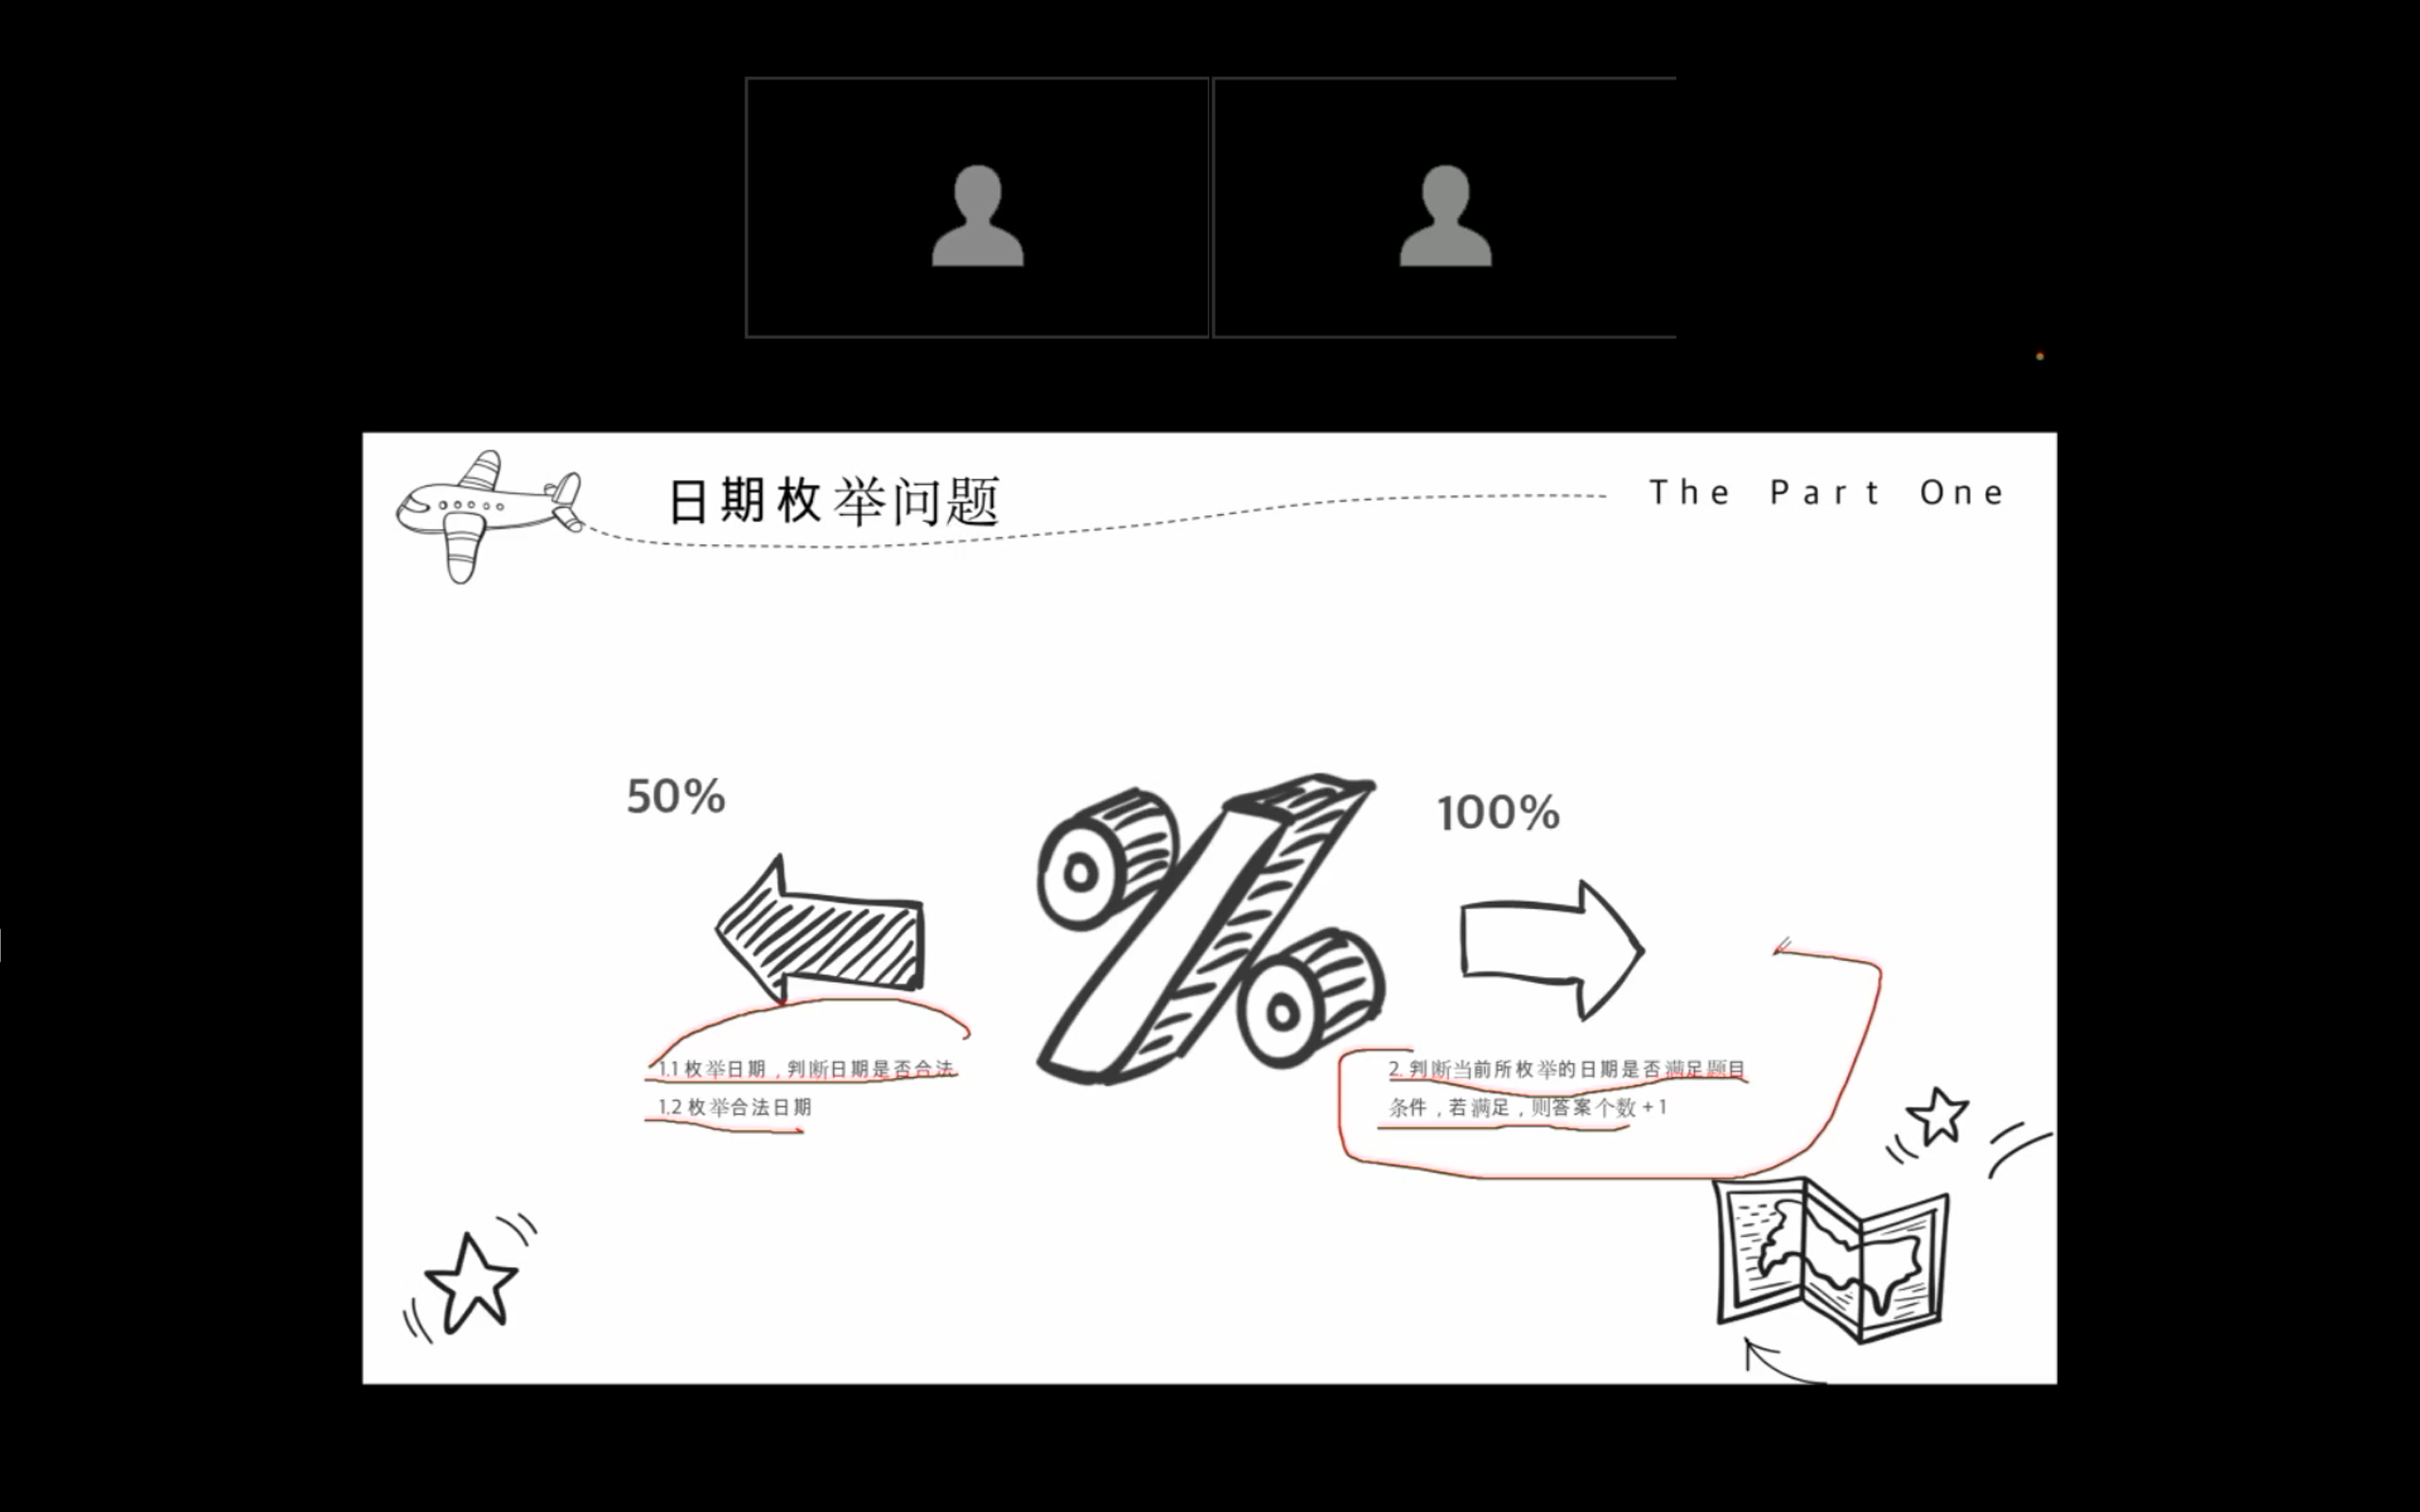 日期枚举问题
The Part One
50%
100%
1.1 枚举日期，判断日期是否合法
1.2 枚举合法日期
2. 判断当前所枚举的日期是否满足题目
条件，若满足，则答案个数+1